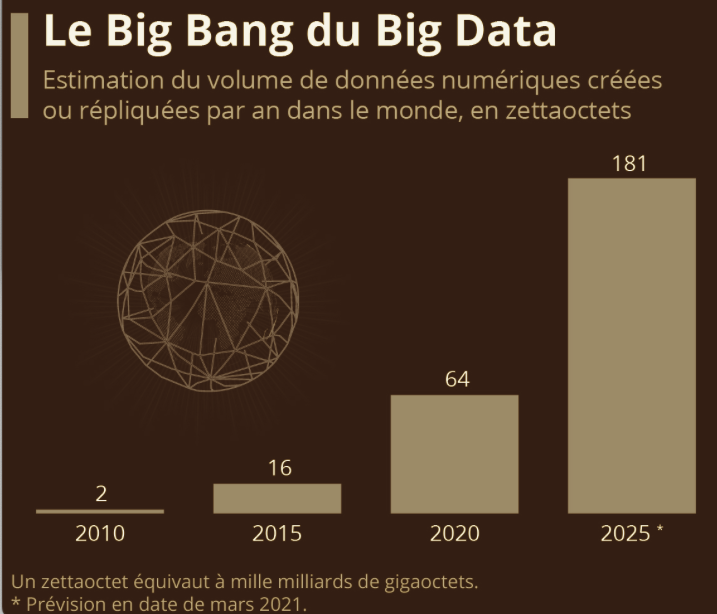 Le Big Bang du Big Data
Estimation du volume de données numériques créées
ou répliquées par an dans le monde, en zettaoctets
181
64
16
2
2010
2015
2020
2025 *
Un zettaoctet équivaut à mille milliards de gigaoctets.
* Prévision en date de mars 2021.